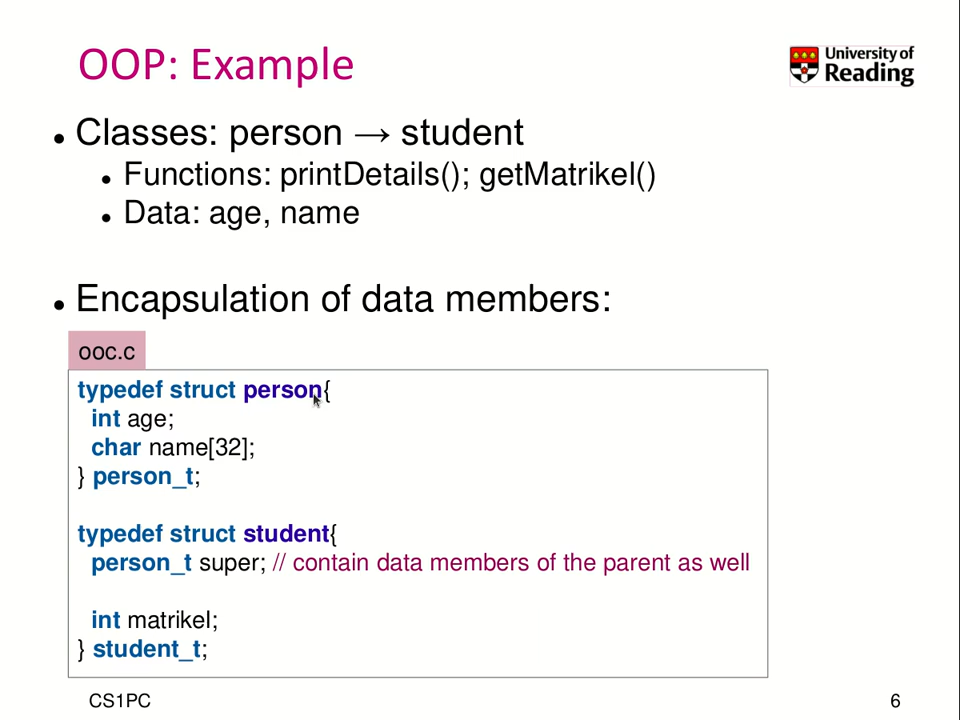 OOP: Example
University of
Reading
Classes: person → student
Functions: printDetails(); getMatrikel()
Data: age, name
Encapsulation of data members:
ooc.c
typedef struct person{
int age;
char name[32];
} person_t;
typedef struct student{
person_t super; // contain data members of the parent as well
int matrikel;
} student_t;
CS1PC
6